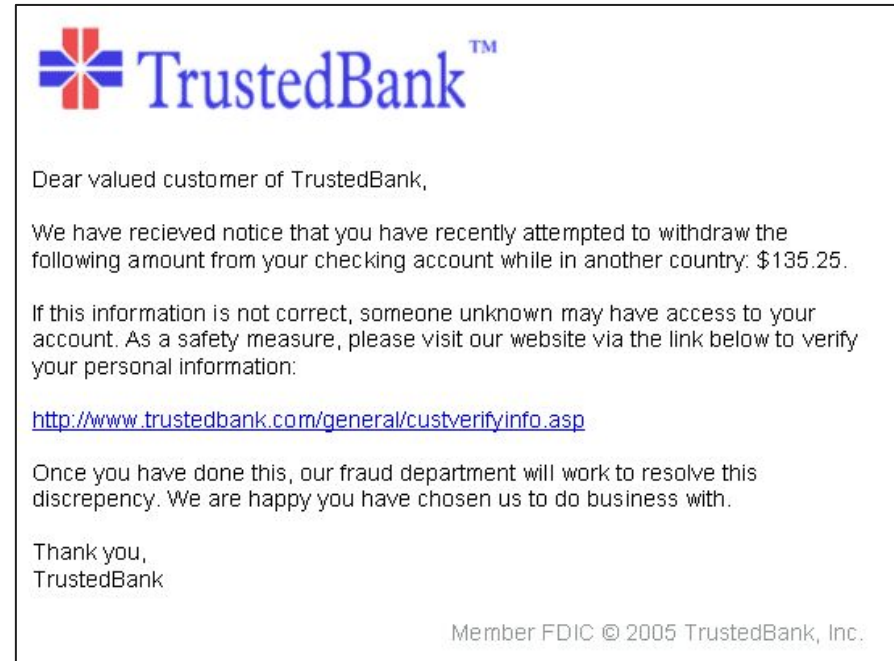 TrustedBank™
Dear valued customer of TrustedBank,
We have recieved notice that you have recently attempted to withdraw the
following amount from your checking account while in another country: $135.25.
If this information is not correct, someone unknown may have access to your
account. As a safety measure, please visit our website via the link below to verify
your personal information:
http://www.trustedbank.com/general/custverifyinfo.asp
Once you have done this, our fraud department will work to resolve this
discrepency. We are happy you have chosen us to do business with.
Thank you,
TrustedBank
Member FDIC © 2005 TrustedBank, Inc.